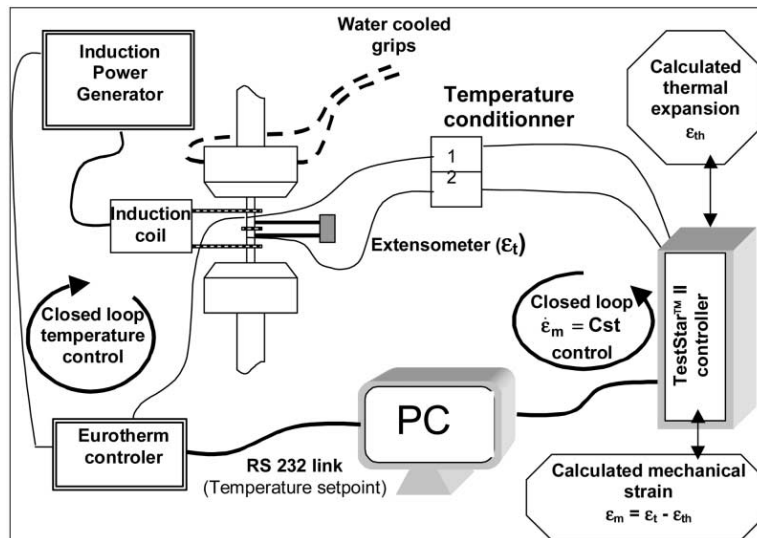 Induction
Power
Generator
Water cooled
grips
Calculated
thermal
expansion
εth
Temperature
conditionner
1
2
Induction
coil
Extensometer (εt)
Closed loop
temperature
control
Closed loop
ε̇m = Cst
control
TestStar™ II
controller
PC
Eurotherm
controler
RS 232 link
(Temperature setpoint)
Calculated mechanical
strain
εm = εt - εth